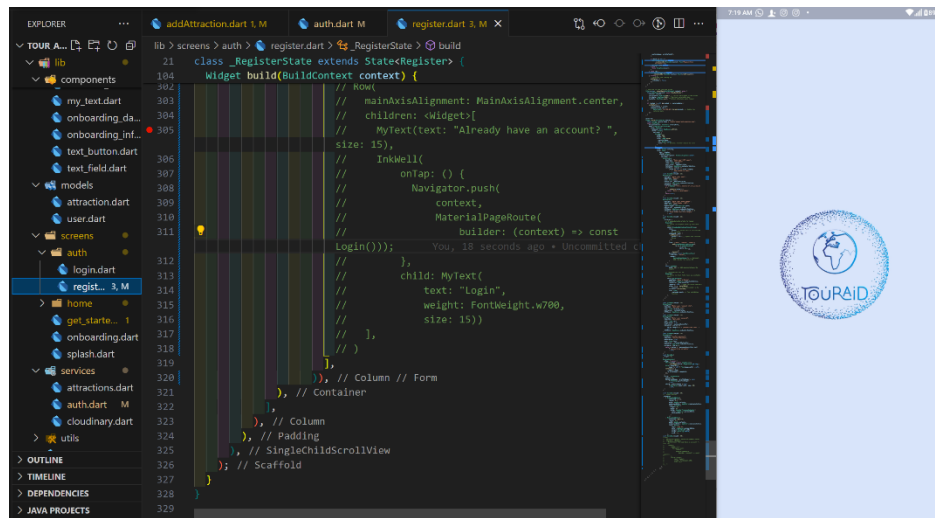 EXPLORER ...
addAttraction.dart 1, M
auth.dart M
register.dart 3, M
7:19 AM
TOUR A...
lib > screens > auth > register.dart > _RegisterState > build
21 class _RegisterState extends State<Register> {
104 Widget build(BuildContext context) {
lib
components
my_text.dart
onboarding_da...
onboarding_inf...
text_button.dart
text_field.dart
models
attraction.dart
user.dart
screens
auth
login.dart
regist... 3, M
home
get_starte... 1
onboarding.dart
splash.dart
services
attractions.dart
auth.dart M
cloudinary.dart
utils
OUTLINE
TIMELINE
DEPENDENCIES
JAVA PROJECTS
302 // Row(
303 // mainAxisAlignment: MainAxisAlignment.center,
304 // children: <Widget>[
305 // MyText(text: "Already have an account? ",
size: 15),
306 // InkWell(
307 // onTap: () {
308 // Navigator.push(
309 // context,
310 // MaterialPageRoute(
311 // builder: (context) => const
Login())); You, 18 seconds ago • Uncommitted c
312 // },
313 // child: MyText(
314 // text: "Login",
315 // weight: FontWeight.w700,
316 // size: 15))
317 // ],
318 // )
319 ],
320 )), // Column // Form
321 ), // Container
322 ],
323 ), // Column
324 ), // Padding
325 ), // SingleChildScrollView
326 ); // Scaffold
327 }
328 }
329
TOURAID